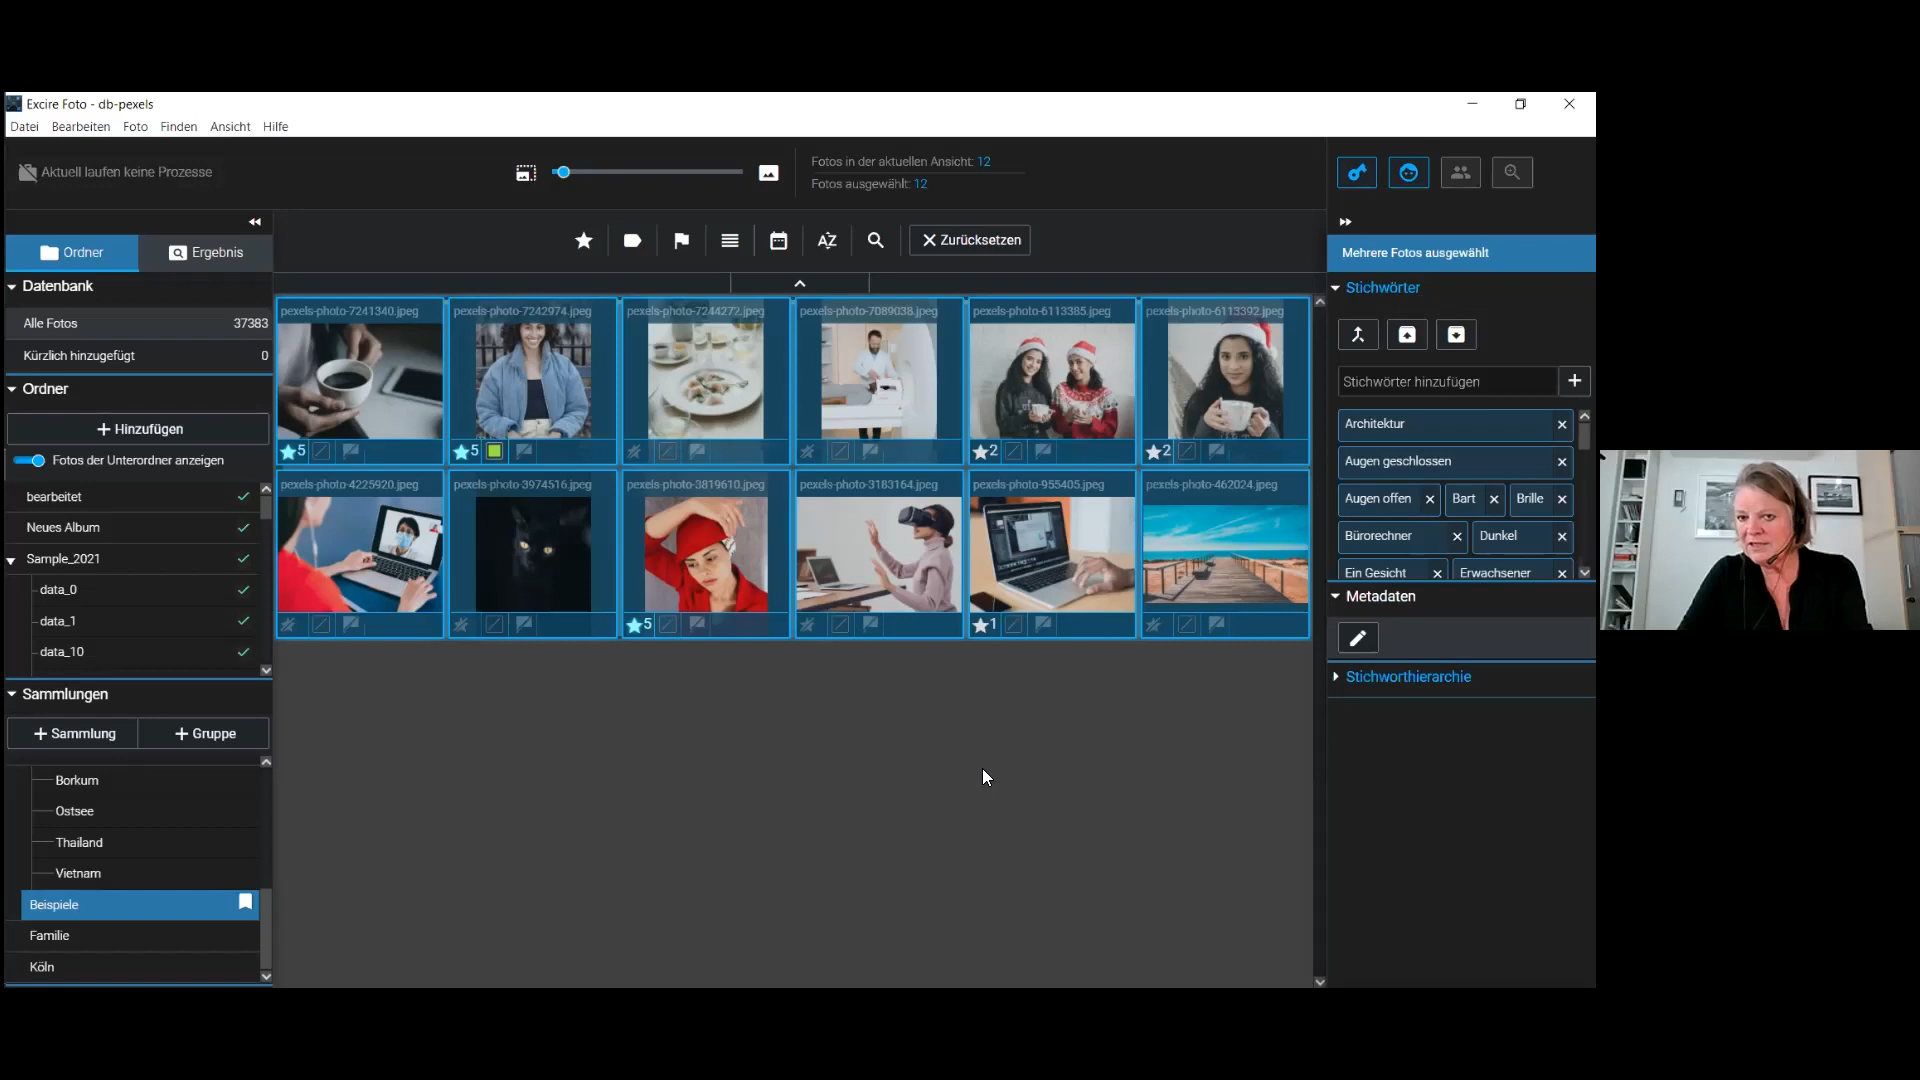 Excire Foto - db-pexels
Datei Bearbeiten Foto Finden Ansicht Hilfe
Aktuell laufen keine Prozesse
Fotos in der aktuellen Ansicht: 12
Fotos ausgewählt: 12
Ordner Ergebnis
Zurücksetzen
Mehrere Fotos ausgewählt
Datenbank
Alle Fotos 37383
Kürzlich hinzugefügt 0
Ordner
Hinzufügen
Fotos der Unterordner anzeigen
bearbeitet
Neues Album
Sample_2021
data_0
data_1
data_10
Sammlungen
Sammlung Gruppe
Borkum
Ostsee
Thailand
Vietnam
Beispiele
Familie
Köln
pexels-photo-7241340.jpeg pexels-photo-7242974.jpeg pexels-photo-7244272.jpeg pexels-photo-7089038.jpeg pexels-photo-6113385.jpeg pexels-photo-6113392.jpeg
5 5 2 2
pexels-photo-4225920.jpeg pexels-photo-3974516.jpeg pexels-photo-3819610.jpeg pexels-photo-3183164.jpeg pexels-photo-955405.jpeg pexels-photo-462024.jpeg
5 1
Stichwörter
Stichwörter hinzufügen
Architektur
Augen geschlossen
Augen offen Bart Brille
Bürorechner Dunkel
Ein Gesicht Erwachsener
Metadaten
Stichworthierarchie